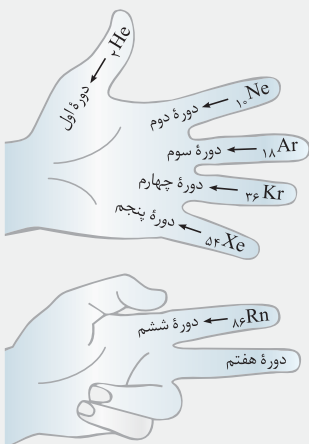 ₂He ← دورهٔ اول
₁₀Ne ← دورهٔ دوم
₁₈Ar ← دورهٔ سوم
₃₆Kr ← دورهٔ چهارم
₅₄Xe ← دورهٔ پنجم
₈₆Rn ← دورهٔ ششم
دورهٔ هفتم